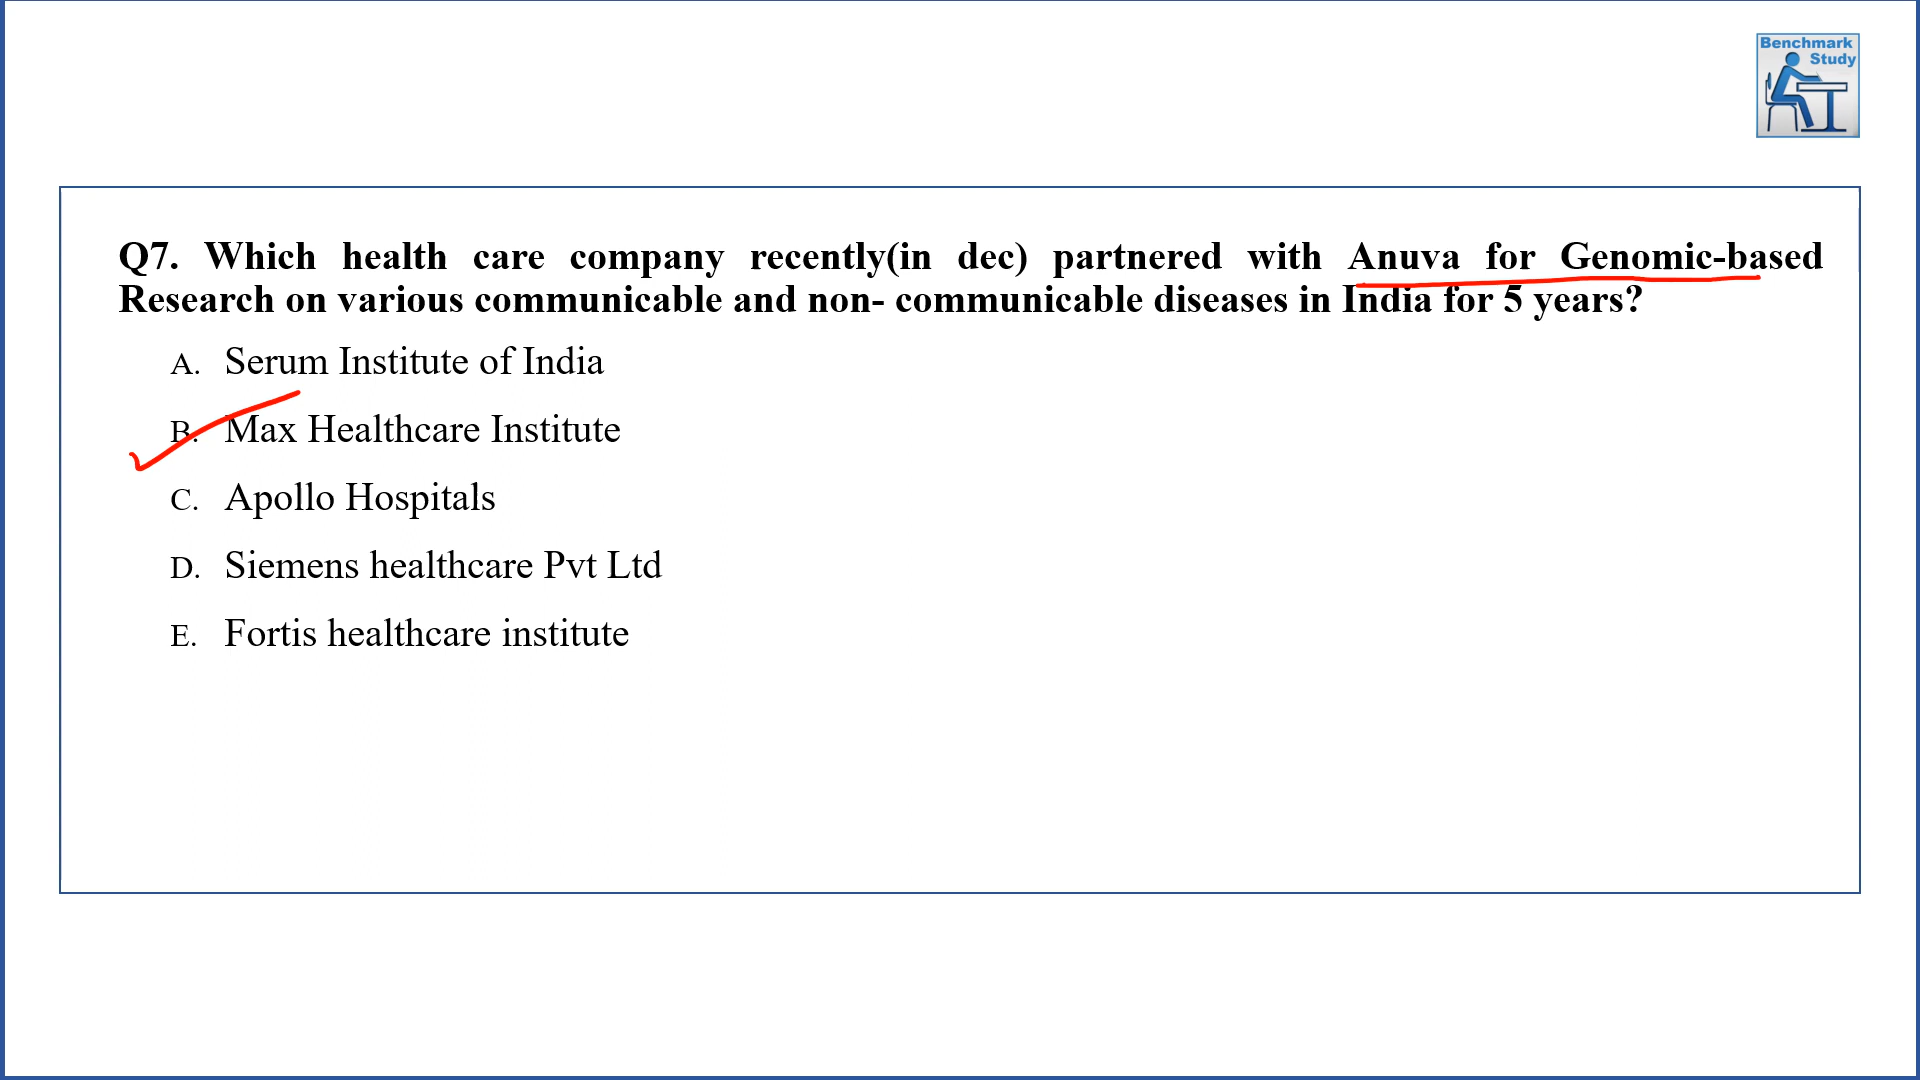 Benchmark
Study
Q7. Which health care company recently(in dec) partnered with Anuva for Genomic-based
Research on various communicable and non- communicable diseases in India for 5 years?
A. Serum Institute of India
B. Max Healthcare Institute
C. Apollo Hospitals
D. Siemens healthcare Pvt Ltd
E. Fortis healthcare institute